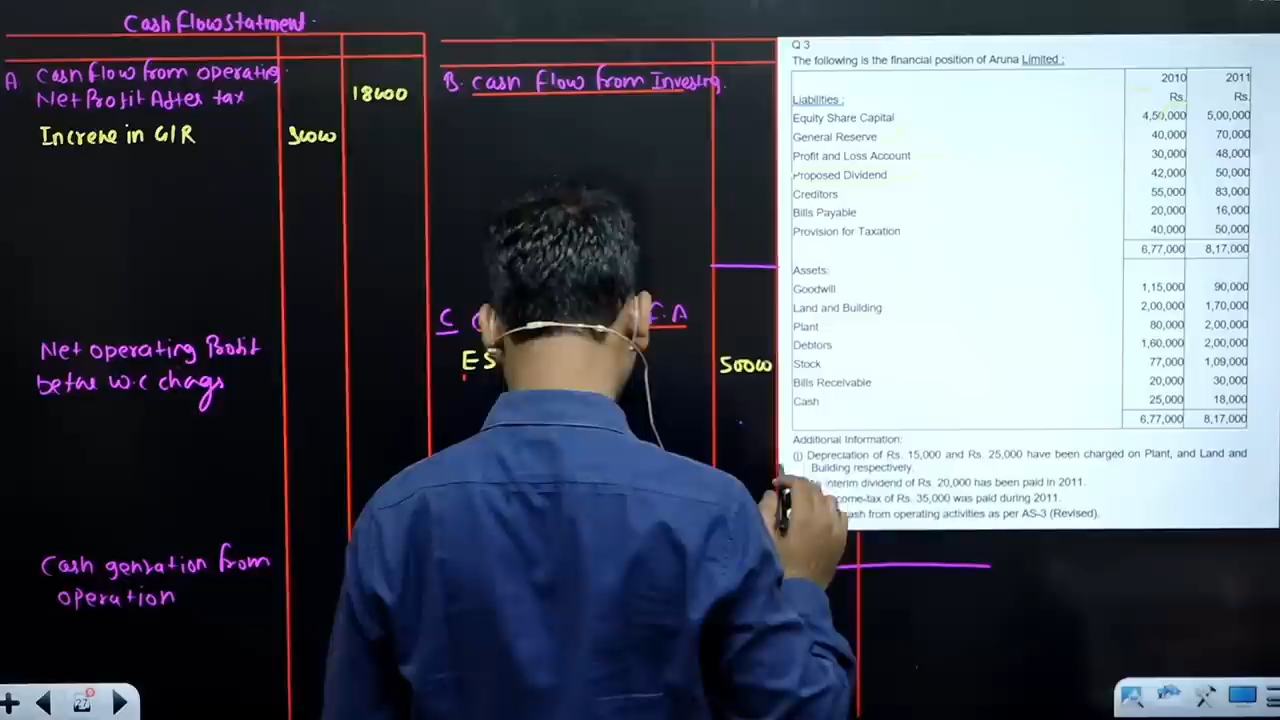 Cash Flow Statment
A Cash flow from operating
Net Profit After tax 18000
Increase in G/R 30000
Net operating Profit
before w.c changs
Cash genration from
operation
B. Cash flow from Investing
C F.A
ES 50000
Q 3
The following is the financial position of Aruna Limited :
2010 2011
Rs. Rs.
Liabilities :
Equity Share Capital 4,50,000 5,00,000
General Reserve 40,000 70,000
Profit and Loss Account 30,000 48,000
Proposed Dividend 42,000 50,000
Creditors 55,000 83,000
Bills Payable 20,000 16,000
Provision for Taxation 40,000 50,000
6,77,000 8,17,000
Assets:
Goodwill 1,15,000 90,000
Land and Building 2,00,000 1,70,000
Plant 80,000 2,00,000
Debtors 1,60,000 2,00,000
Stock 77,000 1,09,000
Bills Receivable 20,000 30,000
Cash 25,000 18,000
6,77,000 8,17,000
Additional Information:
(i) Depreciation of Rs. 15,000 and Rs. 25,000 have been charged on Plant, and Land and
Building respectively.
interim dividend of Rs. 20,000 has been paid in 2011.
come-tax of Rs. 35,000 was paid during 2011.
cash from operating activities as per AS-3 (Revised).
27